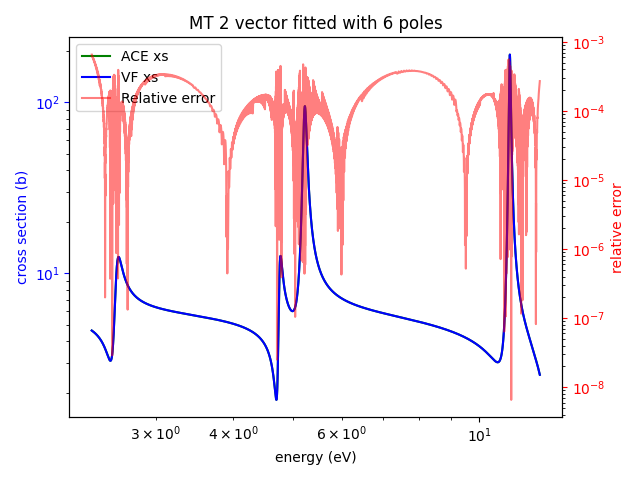 MT 2 vector fitted with 6 poles
ACE xs
VF xs
Relative error
cross section (b)
10²
10¹
10⁻³
10⁻⁴
10⁻⁵
10⁻⁶
10⁻⁷
10⁻⁸
relative error
3 × 10⁰
4 × 10⁰
6 × 10⁰
10¹
energy (eV)